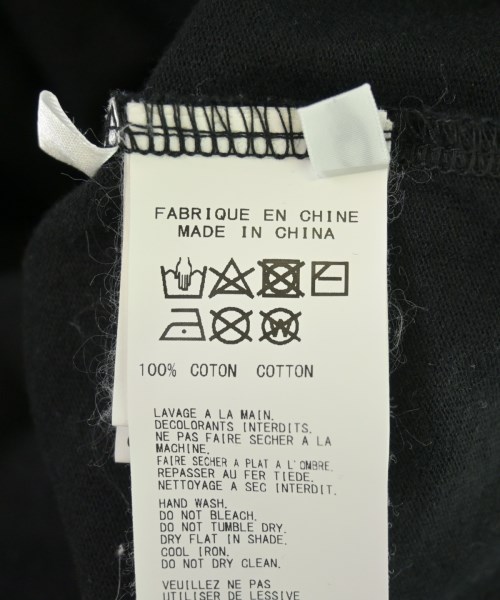 FABRIQUE EN CHINE
MADE IN CHINA
W
100% COTON COTTON
LAVAGE A LA MAIN.
DECOLORANTS INTERDITS.
NE PAS FAIRE SECHER A LA
MACHINE.
FAIRE SECHER A PLAT A L'OMBRE.
REPASSER AU FER TIEDE.
NETTOYAGE A SEC INTERDIT.
HAND WASH.
DO NOT BLEACH.
DO NOT TUMBLE DRY.
DRY FLAT IN SHADE.
COOL IRON.
DO NOT DRY CLEAN.
VEUILLEZ NE PAS
UTILISER DE LESSIVE